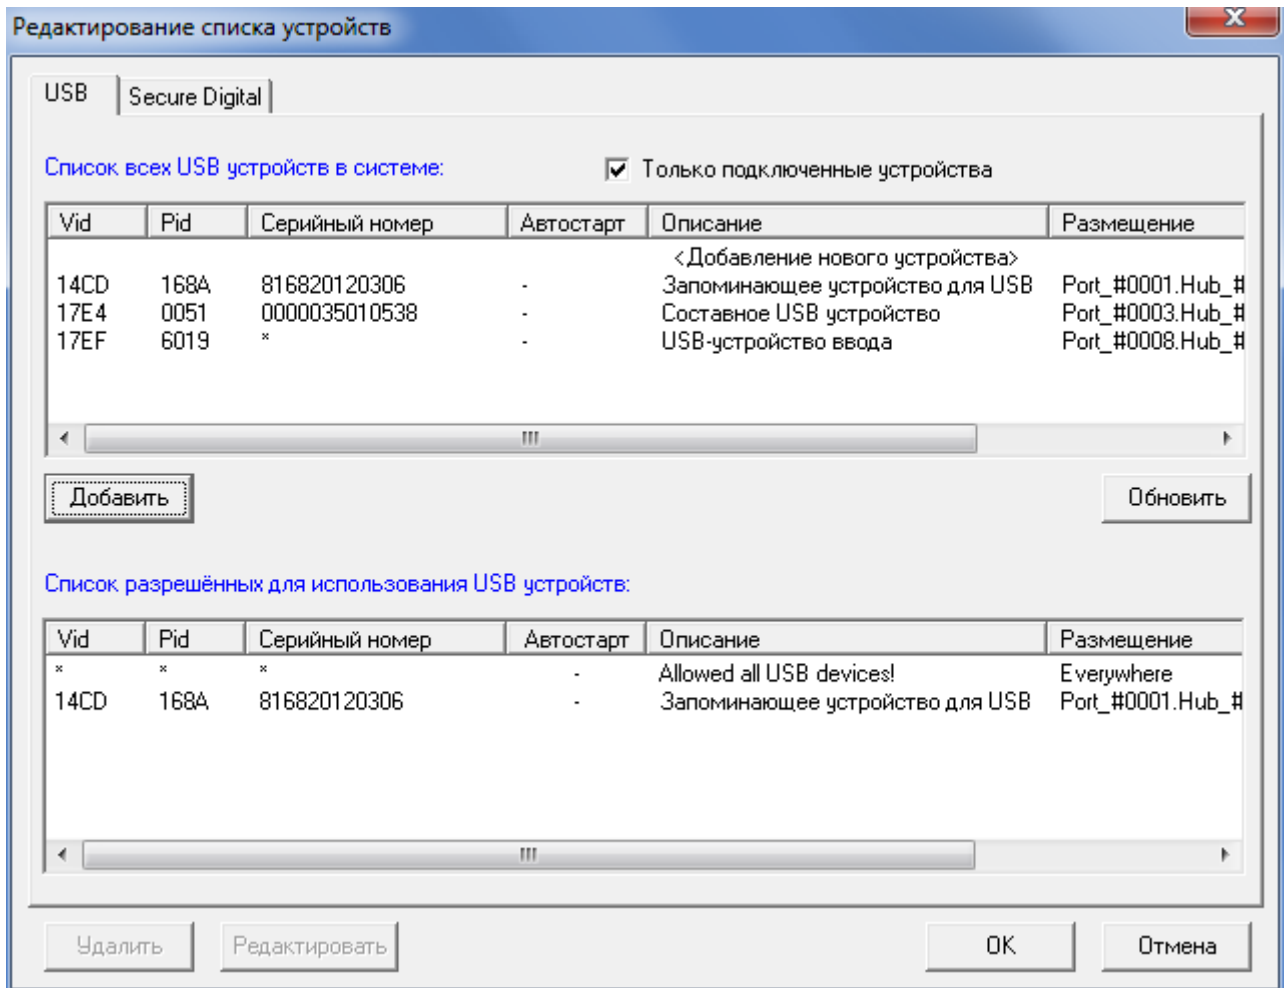 Редактирование списка устройств
USB Secure Digital
Список всех USB устройств в системе: Только подключенные устройства
Vid Pid Серийный номер Автостарт Описание Размещение
<Добавление нового устройства>
14CD 168A 816820120306 - Запоминающее устройство для USB Port_#0001.Hub_#
17E4 0051 0000035010538 - Составное USB устройство Port_#0003.Hub_#
17EF 6019 * - USB-устройство ввода Port_#0008.Hub_#
Добавить Обновить
Список разрешённых для использования USB устройств:
Vid Pid Серийный номер Автостарт Описание Размещение
* * * - Allowed all USB devices! Everywhere
14CD 168A 816820120306 - Запоминающее устройство для USB Port_#0001.Hub_#
Удалить Редактировать OK Отмена